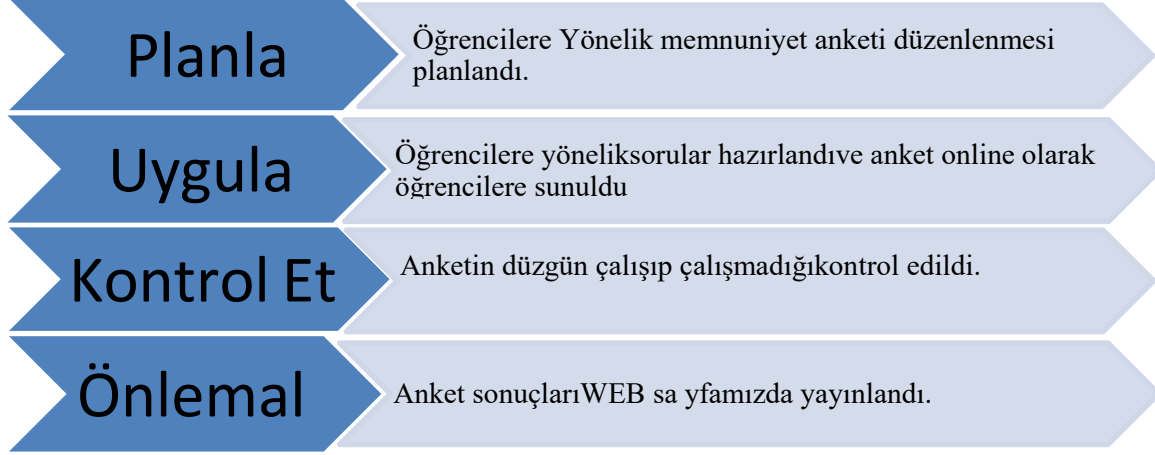 Planla
Öğrencilere Yönelik memnuniyet anketi düzenlenmesi
planlandı.
Uygula
Öğrencilere yöneliksorular hazırlandıve anket online olarak
öğrencilere sunuldu
Kontrol Et
Anketin düzgün çalışıp çalışmadığıkontrol edildi.
Önlemal
Anket sonuçlarıWEB sa yfamızda yayınlandı.